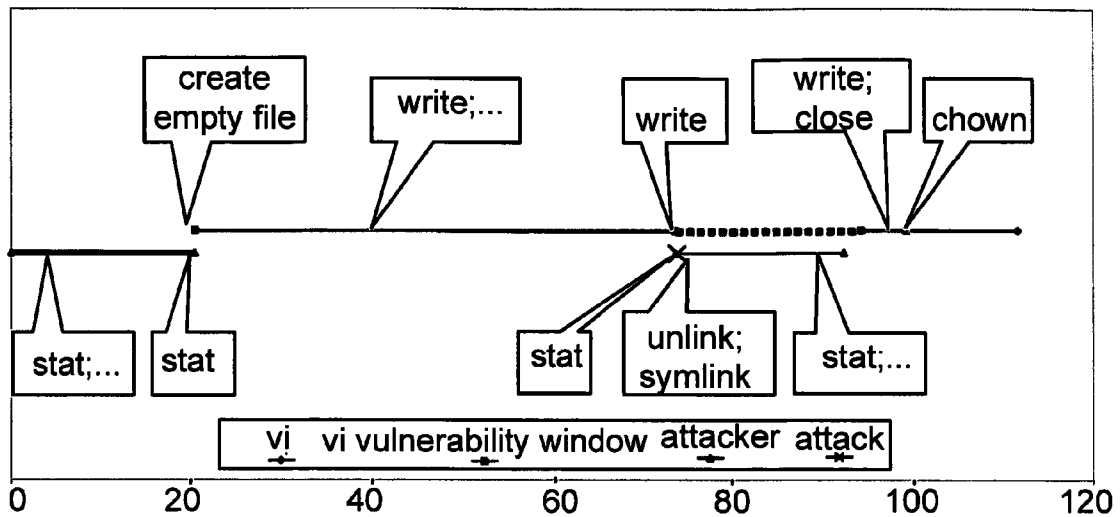 create
empty file
write;...
write
write;
close
chown
stat;...
stat
stat
unlink;
symlink
stat;...
vi vi vulnerability window attacker attack
0 20 40 60 80 100 120